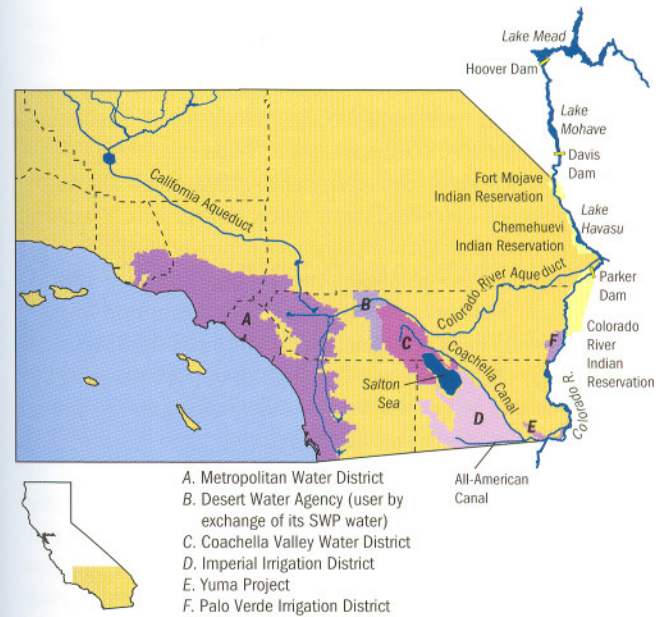 Lake Mead
Hoover Dam
Lake
Mohave
Davis
Dam
Fort Mojave
Indian Reservation
Lake
Havasu
Chemehuevi
Indian Reservation
California Aqueduct
Colorado River Aqueduct
Parker
Dam
Colorado
River
Indian
Reservation
A
B
C
Coachella Canal
F
Salton
Sea
D
E
Colorado R.
All-American
Canal
A. Metropolitan Water District
B. Desert Water Agency (user by
exchange of its SWP water)
C. Coachella Valley Water District
D. Imperial Irrigation District
E. Yuma Project
F. Palo Verde Irrigation District